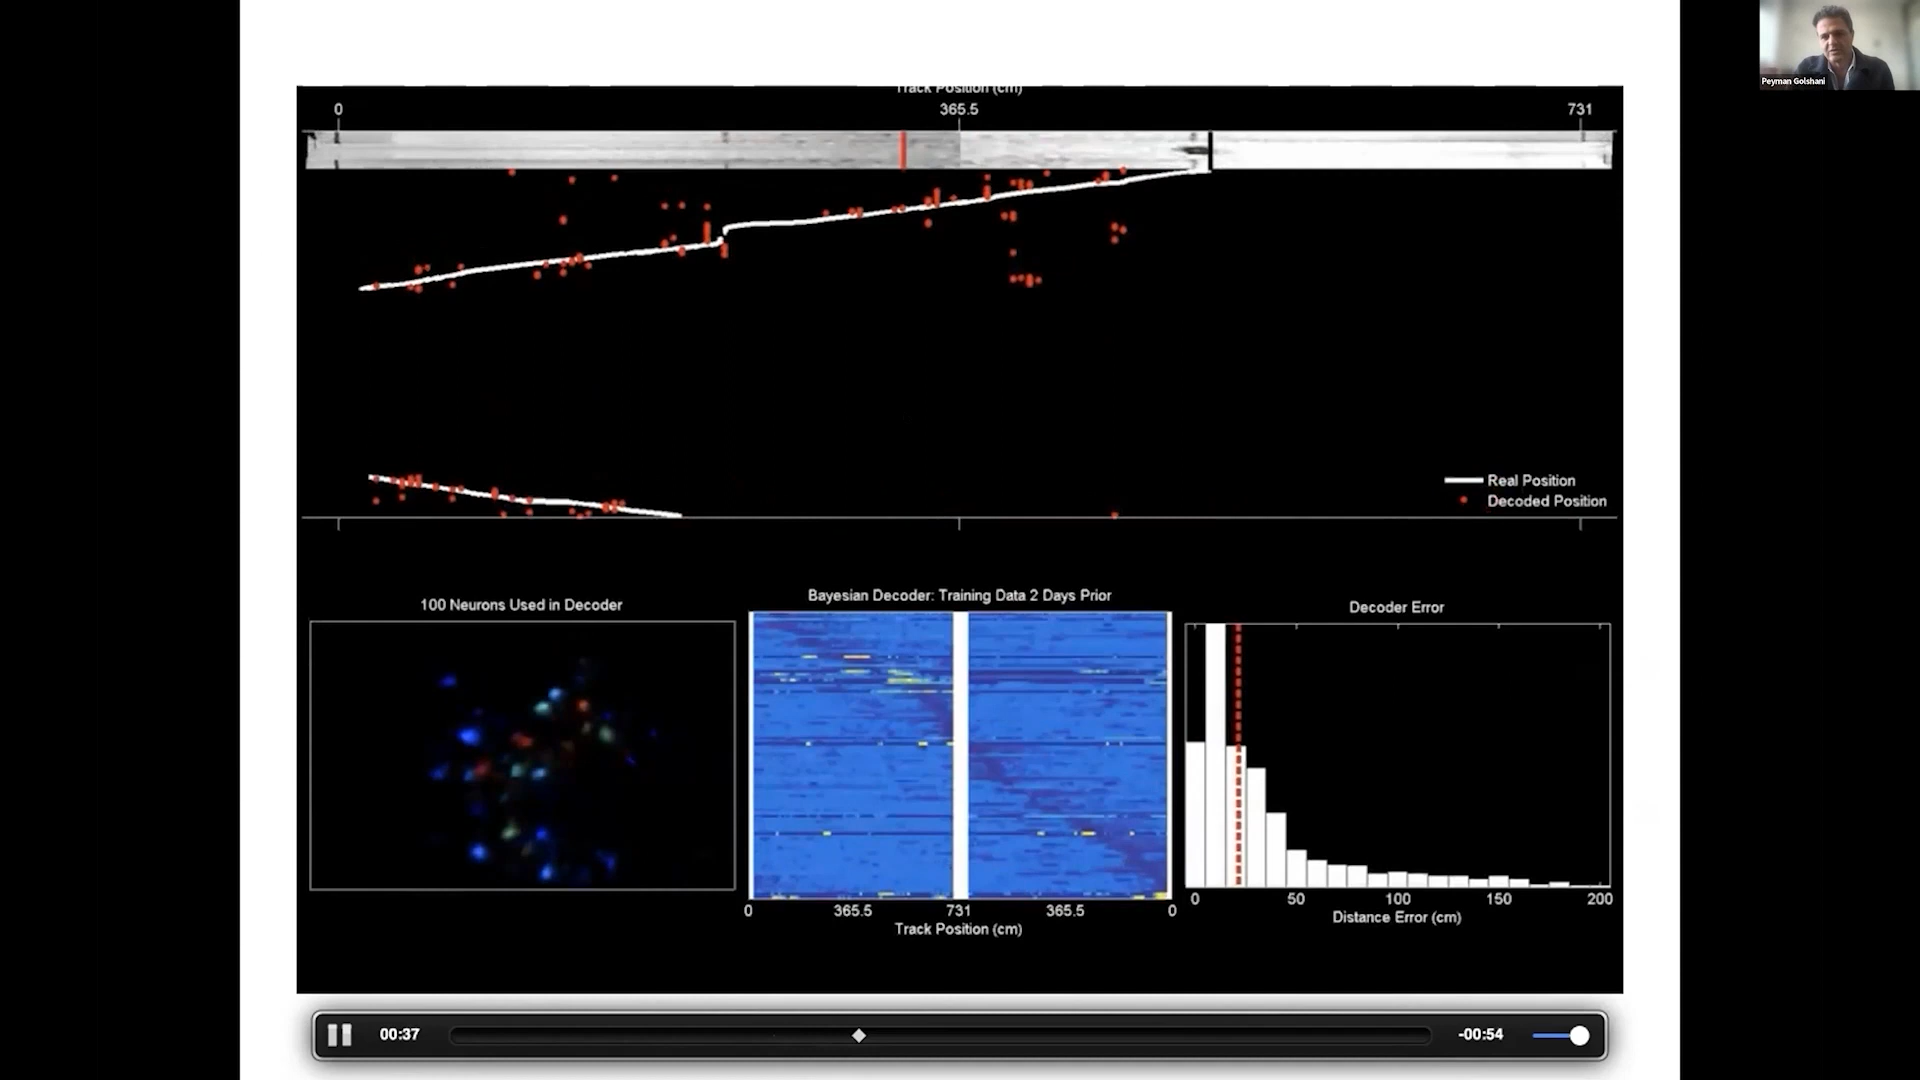 Peyman Golshani
Track Position (cm)
0 365.5 731
Real Position
Decoded Position
100 Neurons Used in Decoder
Bayesian Decoder: Training Data 2 Days Prior
0 365.5 731 365.5 0
Track Position (cm)
Decoder Error
0 50 100 150 200
Distance Error (cm)
00:37
-00:54